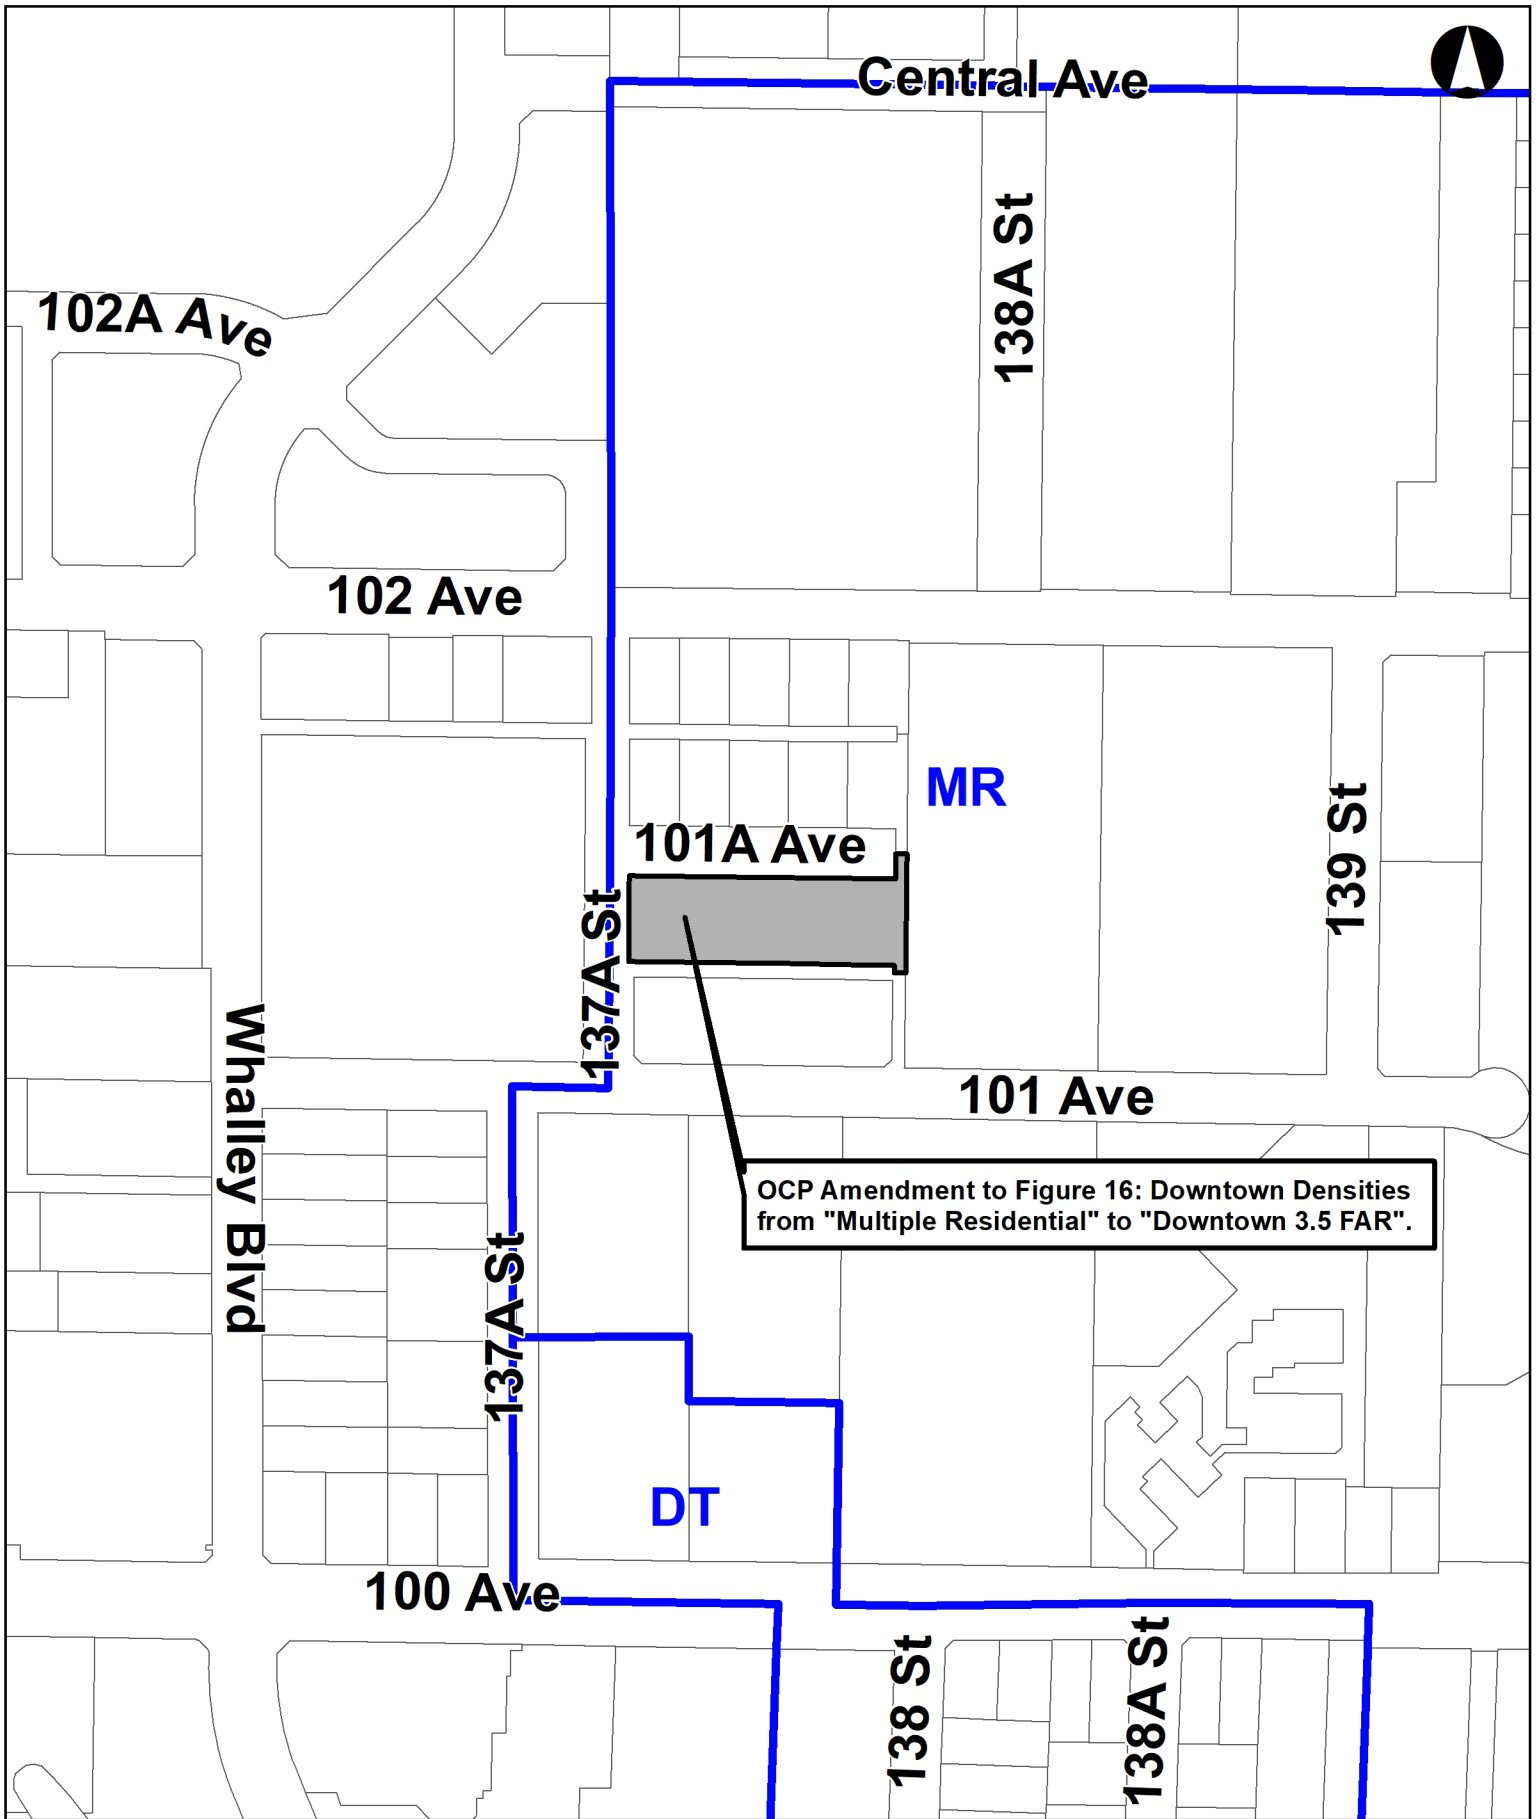 Central Ave
138A St
102A Ave
102 Ave
MR
101A Ave
139 St
137A St
Whalley Blvd
101 Ave
OCP Amendment to Figure 16: Downtown Densities
from "Multiple Residential" to "Downtown 3.5 FAR".
137A St
DT
100 Ave
138 St
138A St